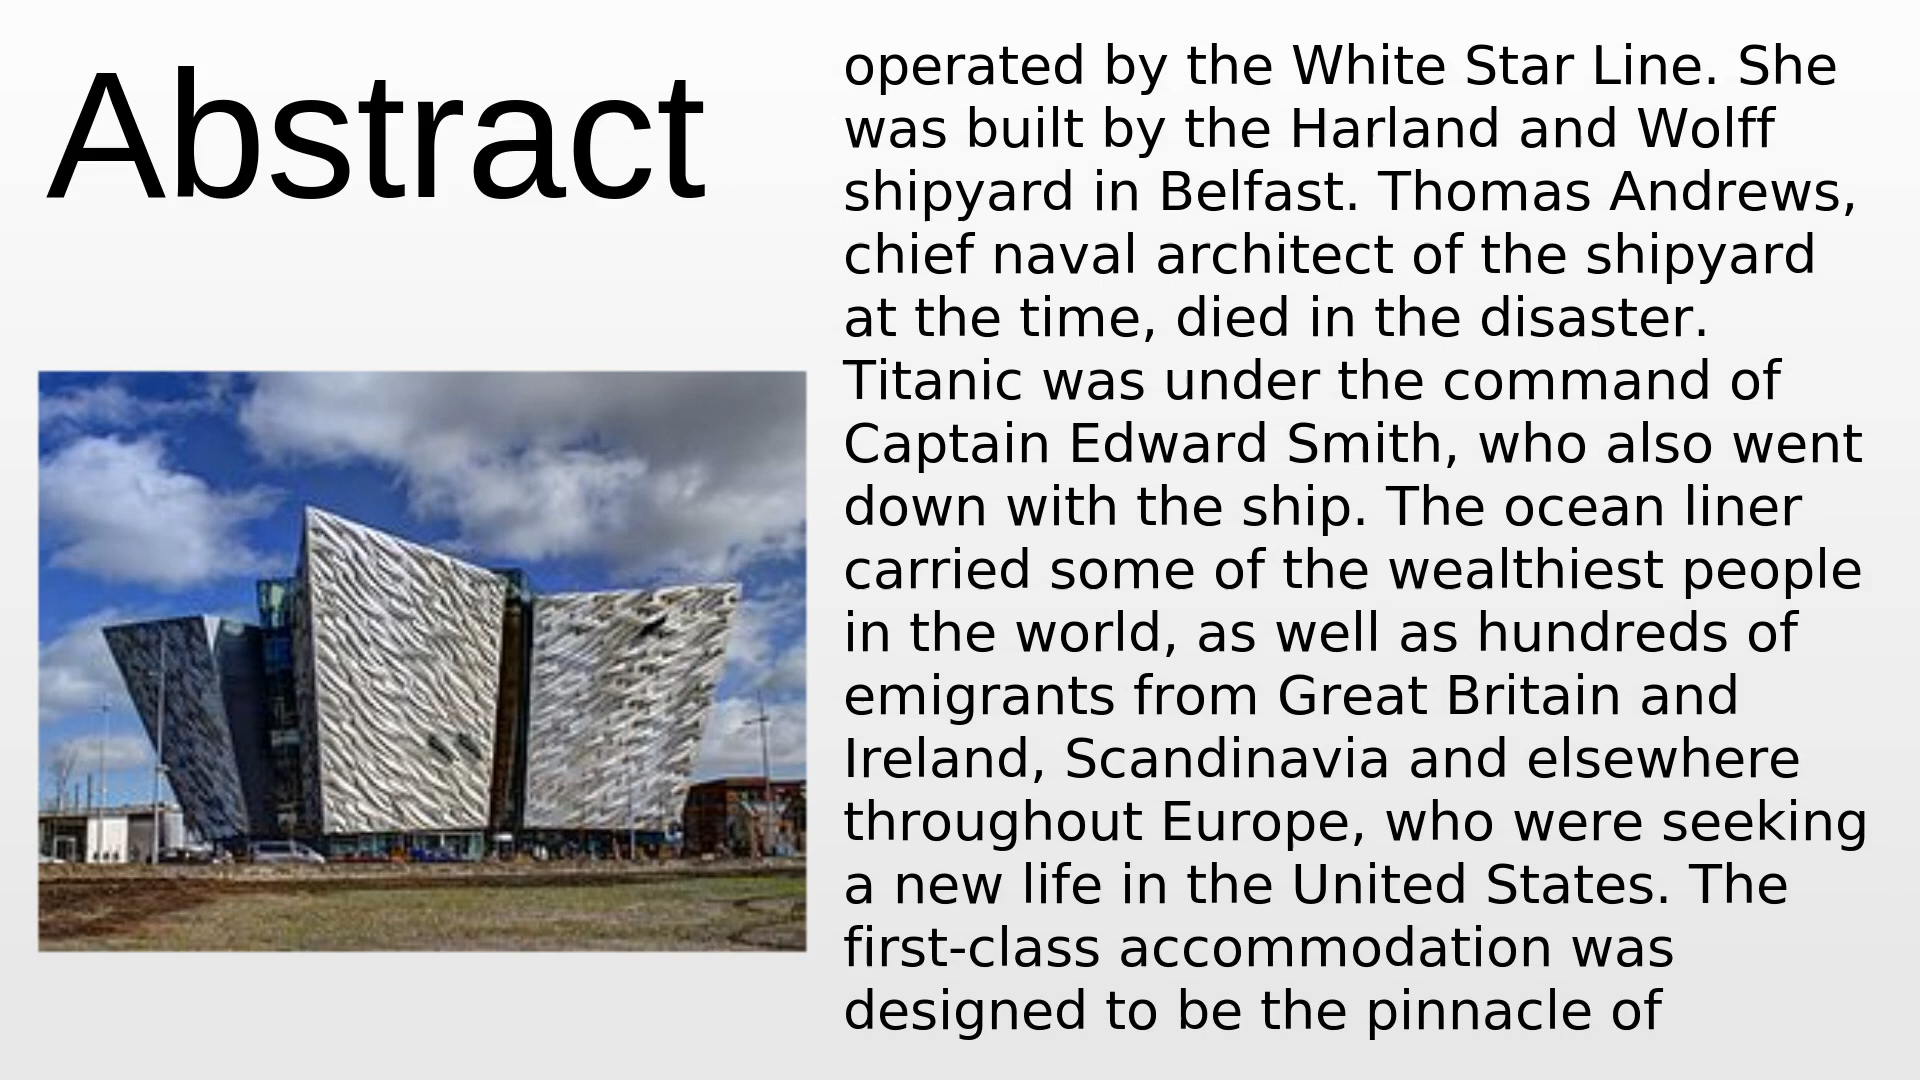 Abstract
operated by the White Star Line. She
was built by the Harland and Wolff
shipyard in Belfast. Thomas Andrews,
chief naval architect of the shipyard
at the time, died in the disaster.
Titanic was under the command of
Captain Edward Smith, who also went
down with the ship. The ocean liner
carried some of the wealthiest people
in the world, as well as hundreds of
emigrants from Great Britain and
Ireland, Scandinavia and elsewhere
throughout Europe, who were seeking
a new life in the United States. The
first-class accommodation was
designed to be the pinnacle of